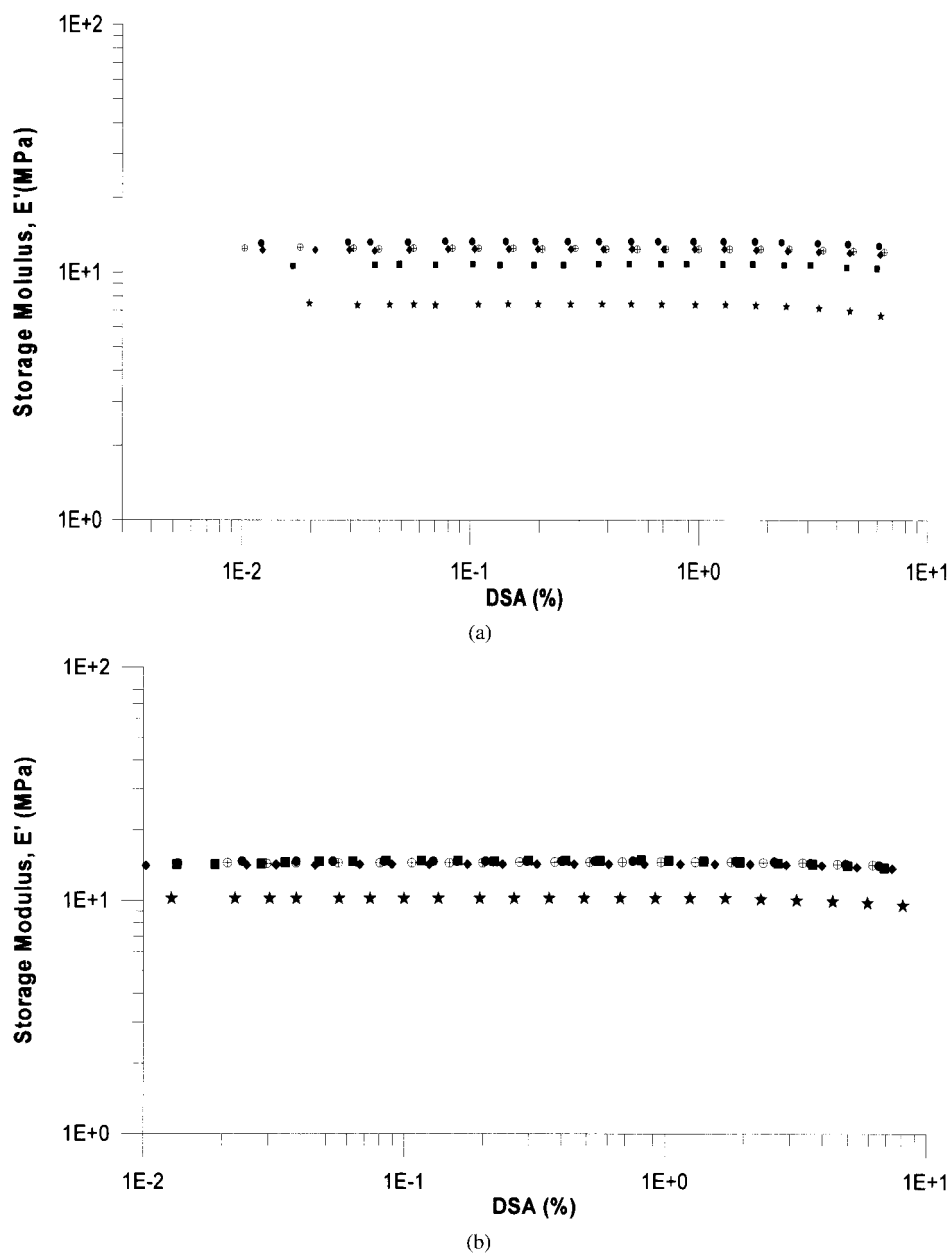 1E+2
Storage Molulus, E'(MPa)
1E+1
1E+0
1E-2
1E-1
1E+0
1E+1
DSA (%)
(a)
1E+2
Storage Modulus, E' (MPa)
1E+1
1E+0
1E-2
1E-1
1E+0
1E+1
DSA (%)
(b)